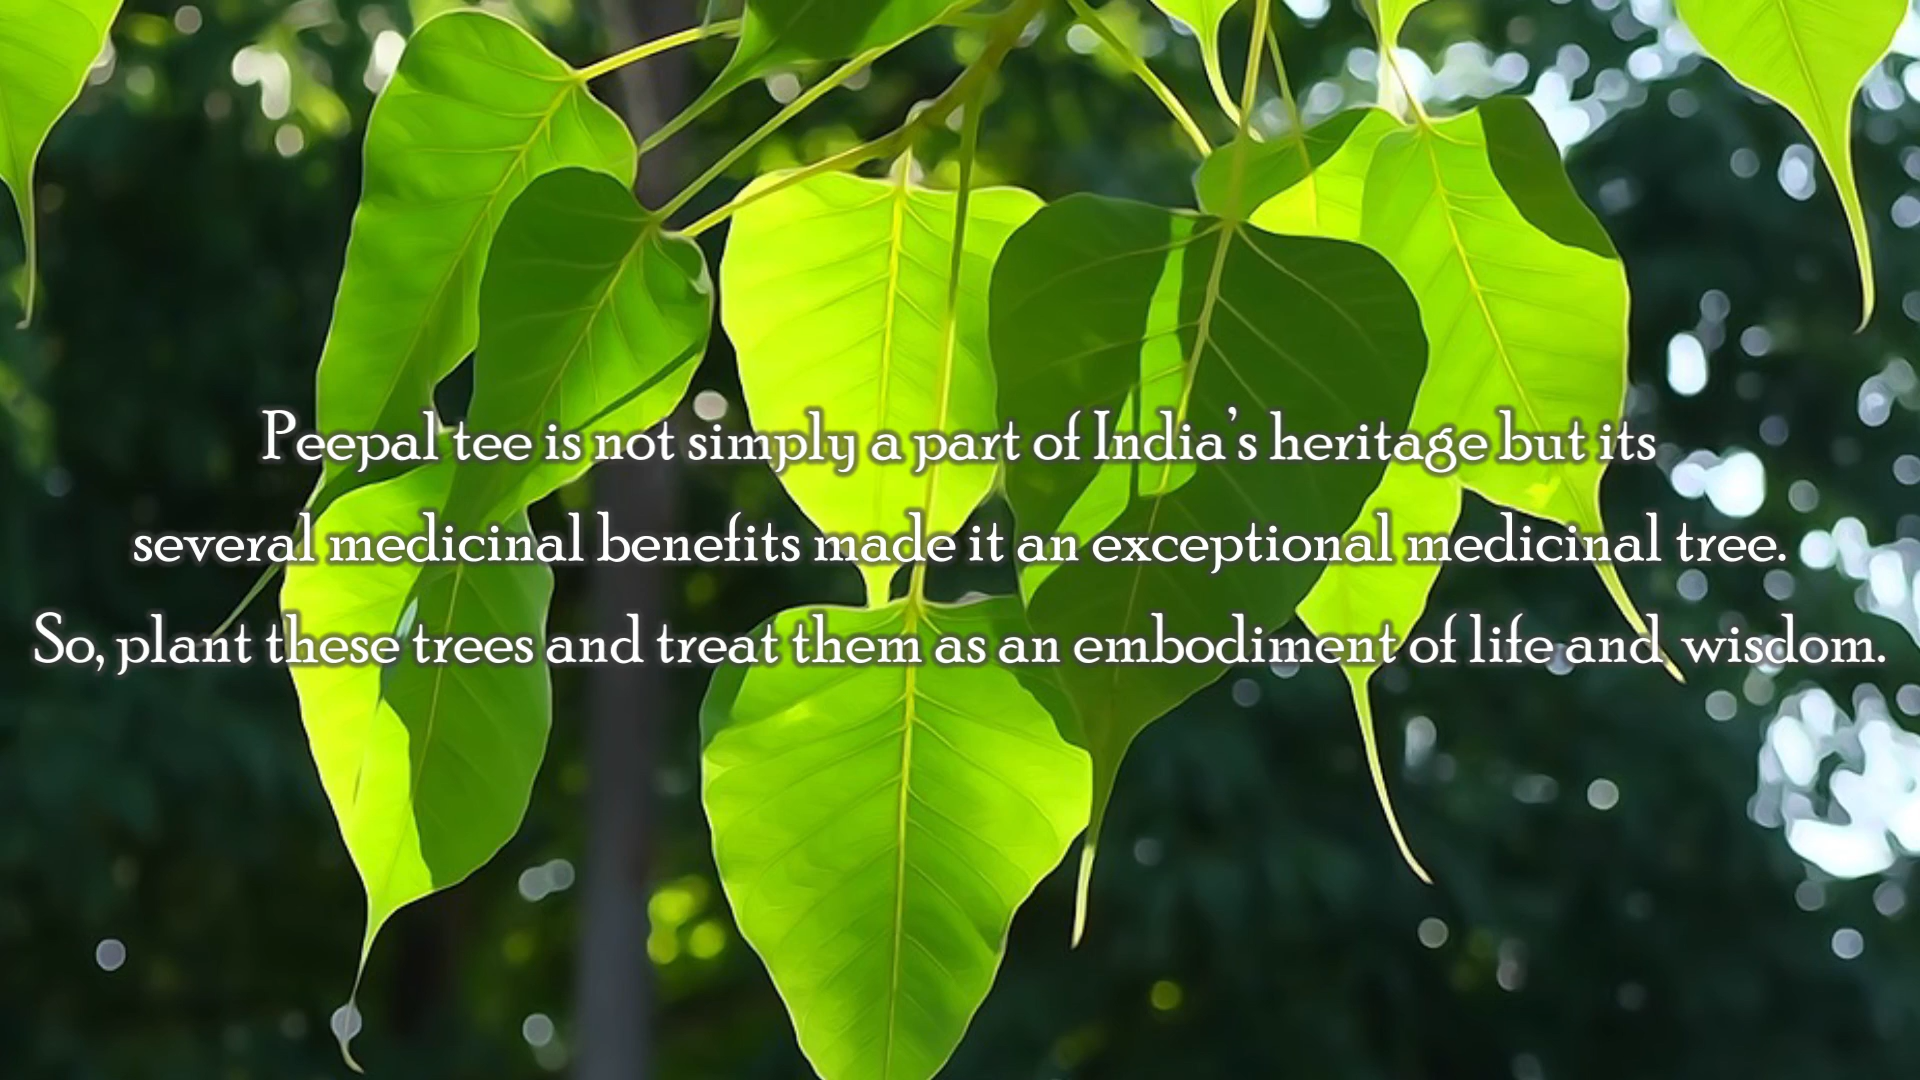 Peepal tee is not simply a part of India's heritage but its
several medicinal benefits made it an exceptional medicinal tree.
So, plant these trees and treat them as an embodiment of life and wisdom.